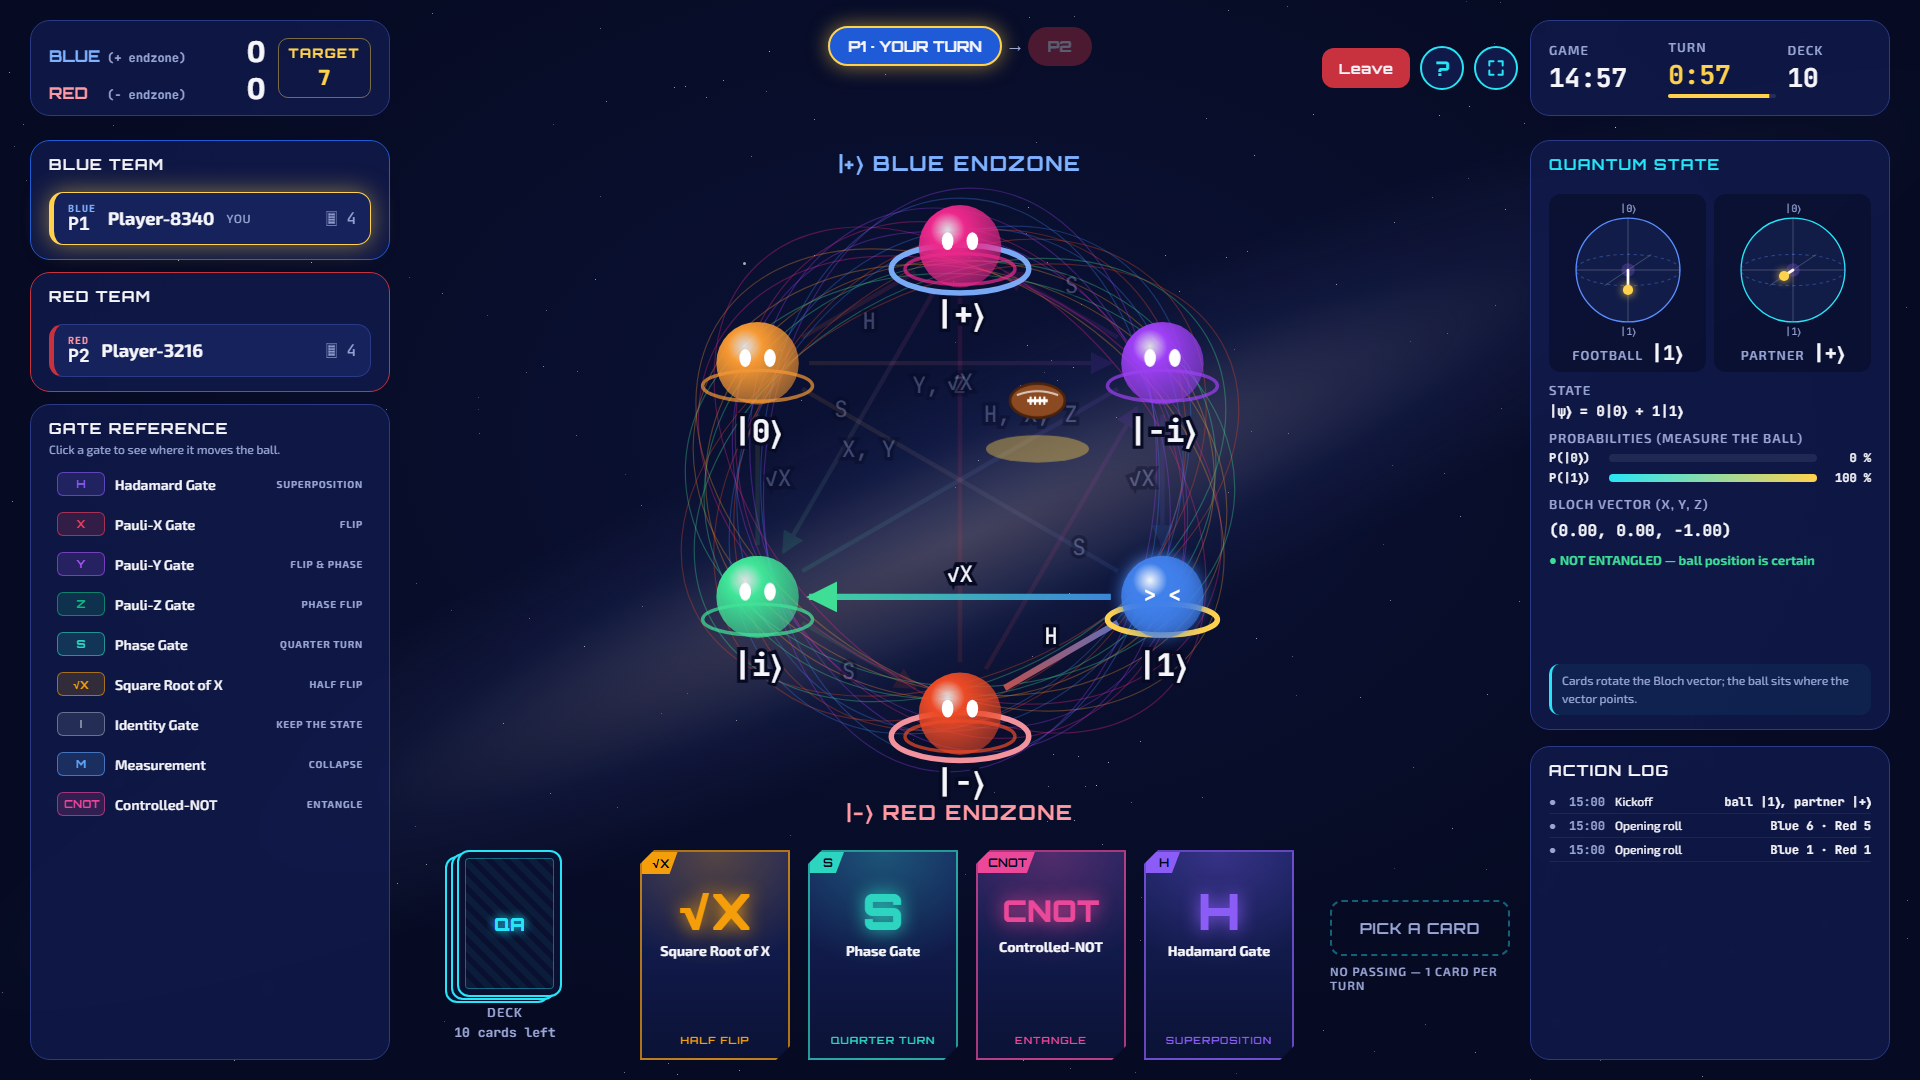 BLUE (+ endzone) 0
RED (- endzone) 0
TARGET
7
P1 · YOUR TURN → P2
Leave
?
GAME
14:57
TURN
0:57
DECK
10
BLUE TEAM
BLUE
P1 Player-8340 YOU 4
RED TEAM
RED
P2 Player-3216 4
GATE REFERENCE
Click a gate to see where it moves the ball.
H Hadamard Gate SUPERPOSITION
X Pauli-X Gate FLIP
Y Pauli-Y Gate FLIP & PHASE
Z Pauli-Z Gate PHASE FLIP
S Phase Gate QUARTER TURN
√X Square Root of X HALF FLIP
I Identity Gate KEEP THE STATE
M Measurement COLLAPSE
CNOT Controlled-NOT ENTANGLE
|+⟩ BLUE ENDZONE
S
H
|+⟩
Y, √X
H, X, Z
S
|0⟩
|-i⟩
X, Y
√X
√X
S
√X
H
|i⟩
S
|1⟩
|-⟩
|-⟩ RED ENDZONE
QA
DECK
10 cards left
√X
√X
Square Root of X
HALF FLIP
S
S
Phase Gate
QUARTER TURN
CNOT
CNOT
Controlled-NOT
ENTANGLE
H
H
Hadamard Gate
SUPERPOSITION
PICK A CARD
NO PASSING — 1 CARD PER
TURN
QUANTUM STATE
|0⟩
|1⟩
FOOTBALL |1⟩
|0⟩
|1⟩
PARTNER |+⟩
STATE
|ψ⟩ = 0|0⟩ + 1|1⟩
PROBABILITIES (MEASURE THE BALL)
P(|0⟩) 0 %
P(|1⟩) 100 %
BLOCH VECTOR (X, Y, Z)
(0.00, 0.00, -1.00)
● NOT ENTANGLED — ball position is certain
Cards rotate the Bloch vector; the ball sits where the
vector points.
ACTION LOG
● 15:00 Kickoff ball |1⟩, partner |+⟩
● 15:00 Opening roll Blue 6 · Red 5
● 15:00 Opening roll Blue 1 · Red 1